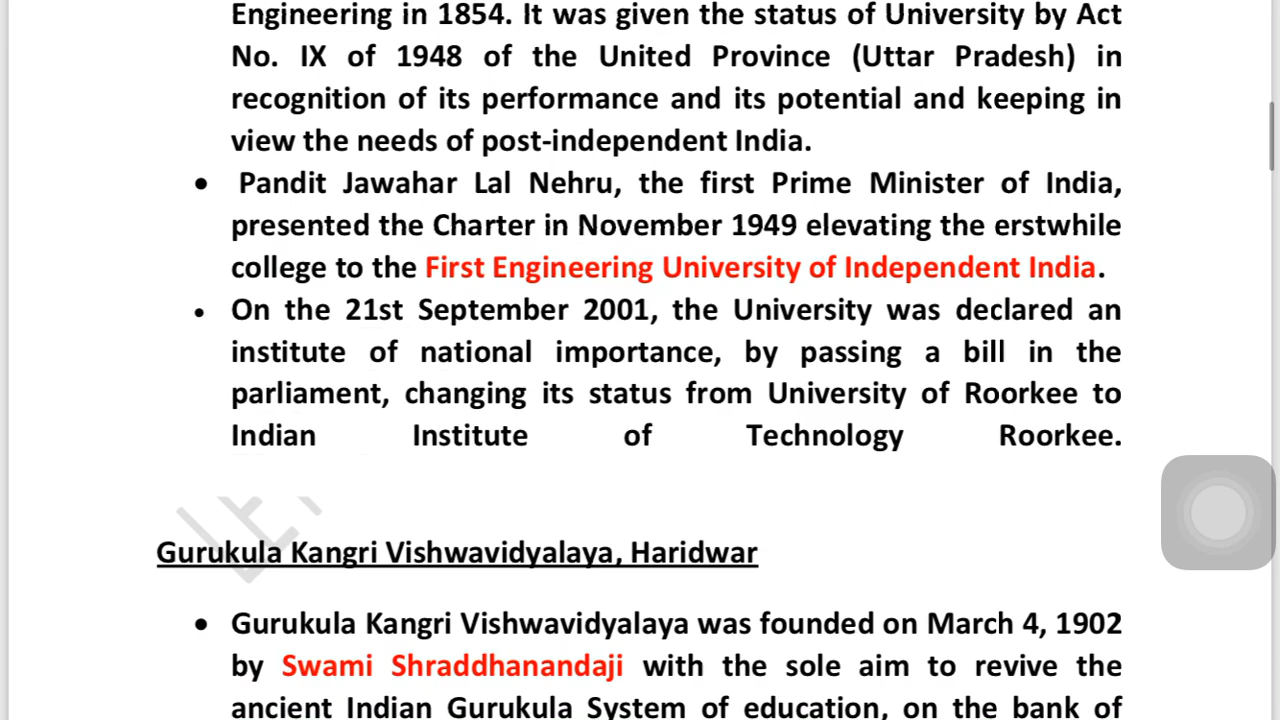 Engineering in 1854. It was given the status of University by Act
No. IX of 1948 of the United Province (Uttar Pradesh) in
recognition of its performance and its potential and keeping in
view the needs of post-independent India.
• Pandit Jawahar Lal Nehru, the first Prime Minister of India,
presented the Charter in November 1949 elevating the erstwhile
college to the First Engineering University of Independent India.
• On the 21st September 2001, the University was declared an
institute of national importance, by passing a bill in the
parliament, changing its status from University of Roorkee to
Indian Institute of Technology Roorkee.
Gurukula Kangri Vishwavidyalaya, Haridwar
• Gurukula Kangri Vishwavidyalaya was founded on March 4, 1902
by Swami Shraddhanandaji with the sole aim to revive the
ancient Indian Gurukula System of education, on the bank of